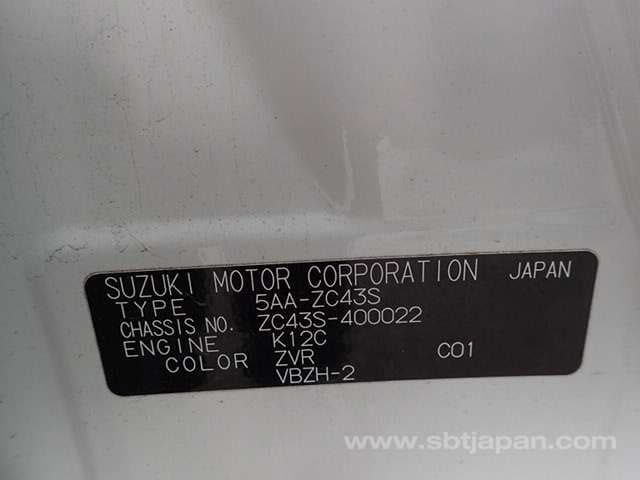 SUZUKI MOTOR CORPORATION JAPAN
TYPE 5AA-ZC43S
CHASSIS NO. ZC43S-400022
ENGINE K12C
COLOR ZVR C01
VBZH-2
www.sbtjapan.com